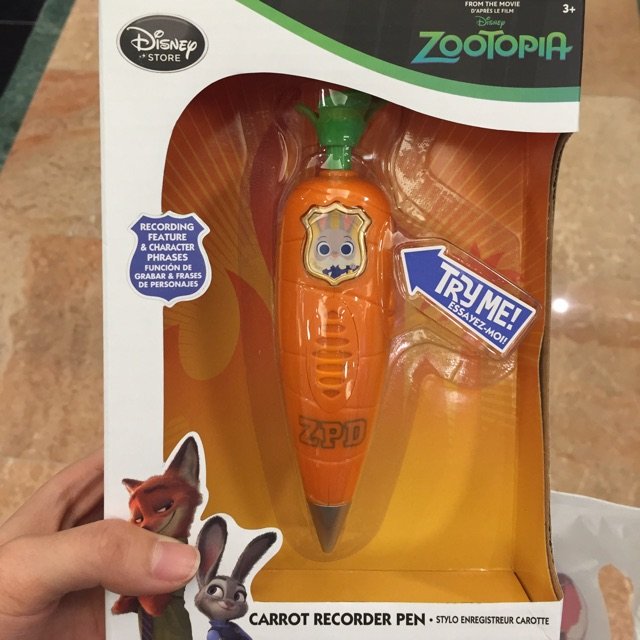 Disney
STORE
FROM THE MOVIE
D'APRÈS LE FILM
Disney
ZOOTOPIA
3+
RECORDING
FEATURE
& CHARACTER
PHRASES
FUNCIÓN DE
GRABAR & FRASES
DE PERSONAJES
TRY ME!
ESSAYEZ-MOI!
ZPD
CARROT RECORDER PEN • STYLO ENREGISTREUR CAROTTE